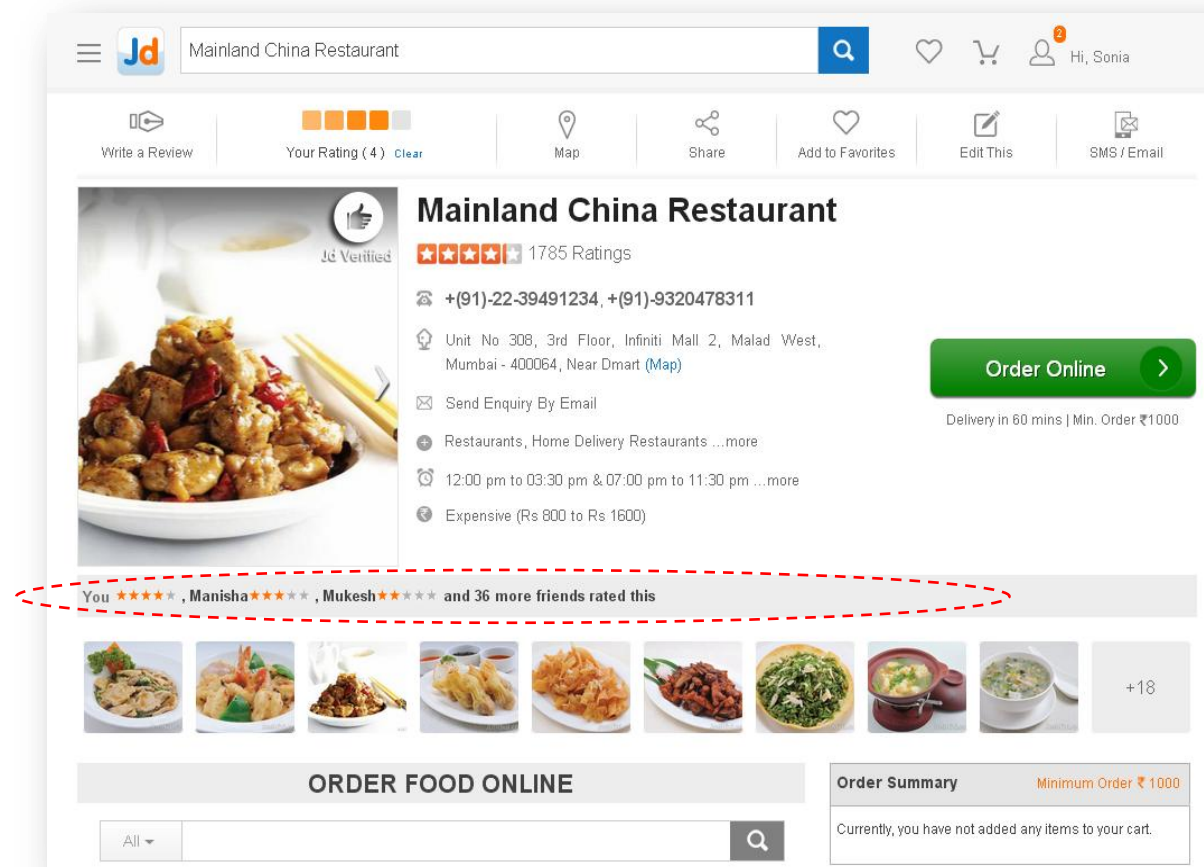 Jd
Mainland China Restaurant
2
Hi, Sonia
Write a Review
Your Rating ( 4 ) Clear
Map
Share
Add to Favorites
Edit This
SMS / Email
Jd Verified
Mainland China Restaurant
1785 Ratings
+(91)-22-39491234, +(91)-9320478311
Unit No 308, 3rd Floor, Infiniti Mall 2, Malad West,
Mumbai - 400064, Near Dmart (Map)
Send Enquiry By Email
Restaurants, Home Delivery Restaurants ...more
12:00 pm to 03:30 pm & 07:00 pm to 11:30 pm ...more
Expensive (Rs 800 to Rs 1600)
Order Online
Delivery in 60 mins | Min. Order ₹1000
You ★★★★★ , Manisha★★★★★ , Mukesh★★★★★ and 36 more friends rated this
+18
ORDER FOOD ONLINE
All
Order Summary
Minimum Order ₹ 1000
Currently, you have not added any items to your cart.